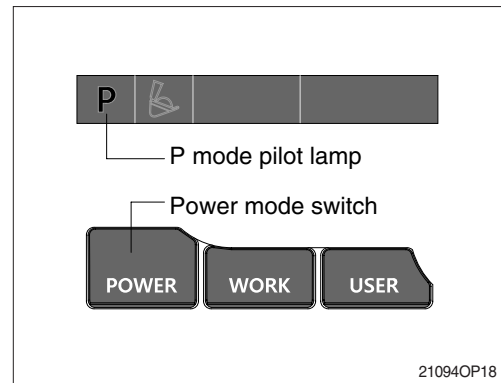 P
P mode pilot lamp
Power mode switch
POWER WORK USER
21094OP18